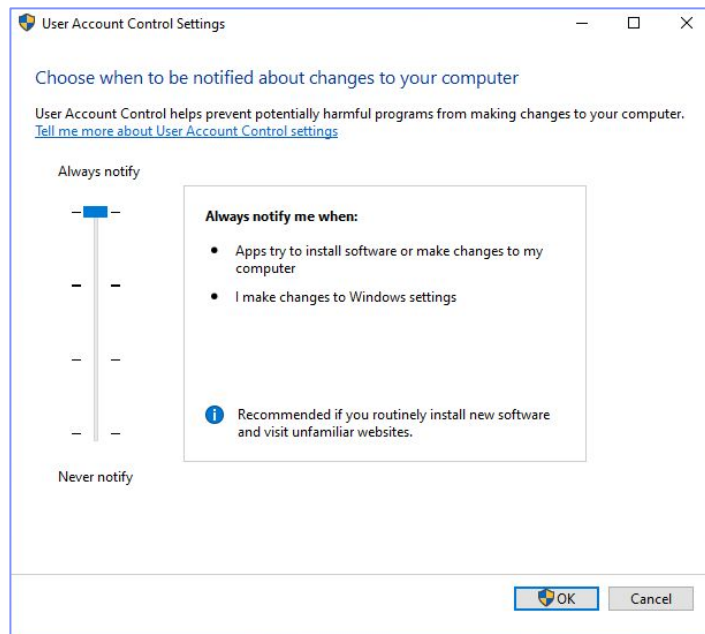 User Account Control Settings
Choose when to be notified about changes to your computer
User Account Control helps prevent potentially harmful programs from making changes to your computer.
Tell me more about User Account Control settings
Always notify
Always notify me when:
Apps try to install software or make changes to my
computer
I make changes to Windows settings
Recommended if you routinely install new software
and visit unfamiliar websites.
Never notify
OK
Cancel